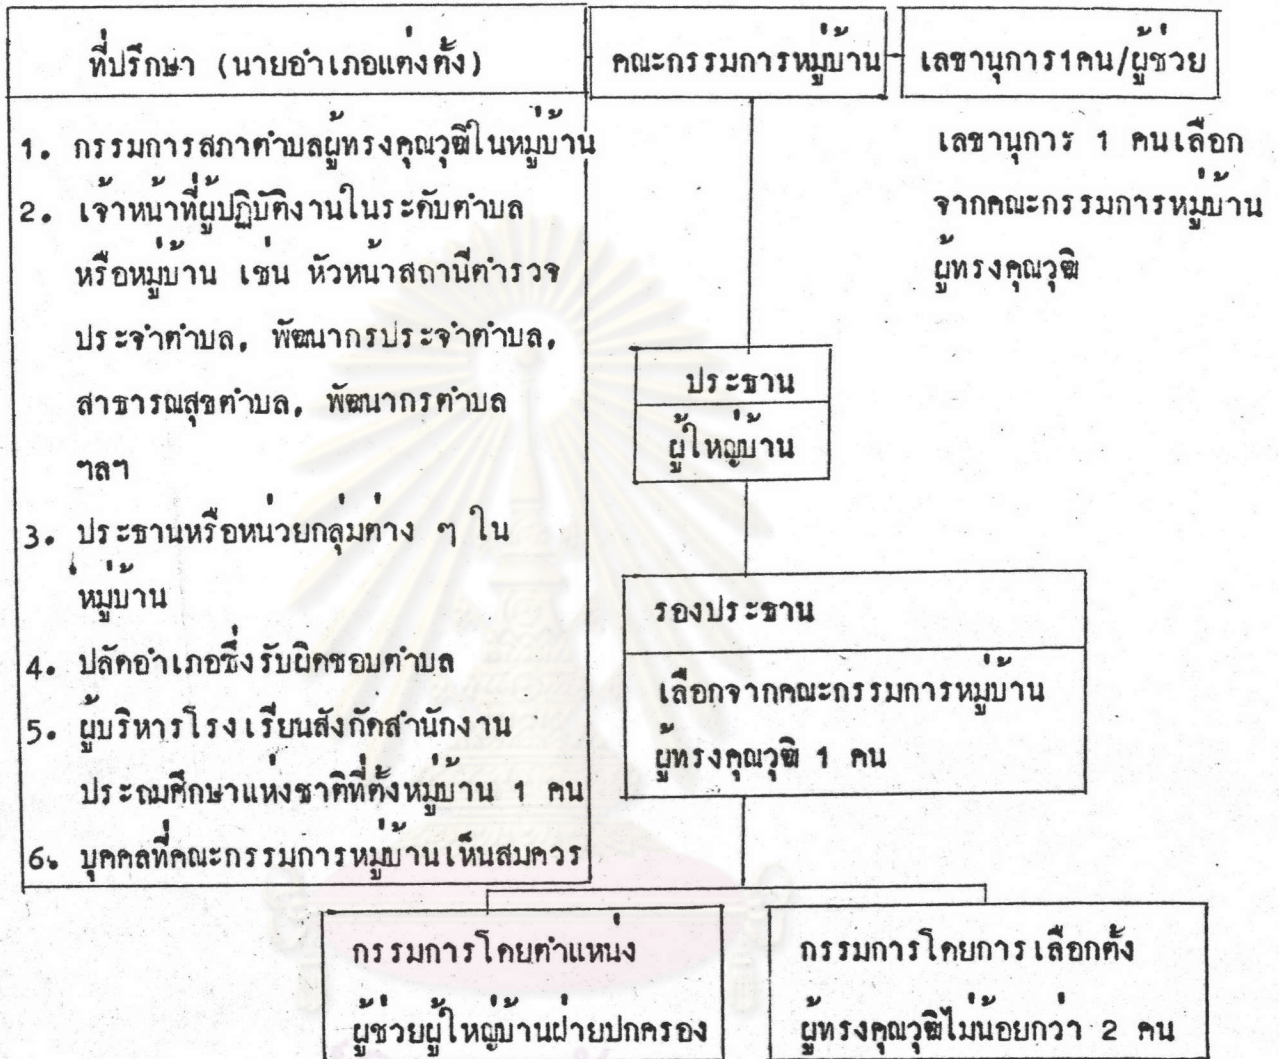 ที่ปรึกษา (นายอำเภอแต่งตั้ง)
คณะกรรมการหมู่บ้าน
เลขานุการ1คน/ผู้ช่วย
1. กรรมการสภาตำบลผู้ทรงคุณวุฒิในหมู่บ้าน
2. เจ้าหน้าที่ผู้ปฏิบัติงานในระดับตำบล
หรือหมู่บ้าน เช่น หัวหน้าสถานีตำรวจ
ประจำตำบล, พัฒนากรประจำตำบล,
สาธารณสุขตำบล, พัฒนากรตำบล
ฯลฯ
3. ประธานหรือหน่วยกลุ่มต่าง ๆ ใน
หมู่บ้าน
4. ปลัดอำเภอซึ่งรับผิดชอบตำบล
5. ผู้บริหารโรงเรียนสังกัดสำนักงาน
ประถมศึกษาแห่งชาติที่ตั้งหมู่บ้าน 1 คน
6. บุคคลที่คณะกรรมการหมู่บ้านเห็นสมควร
เลขานุการ 1 คนเลือก
จากคณะกรรมการหมู่บ้าน
ผู้ทรงคุณวุฒิ
ประธาน
ผู้ใหญ่บ้าน
รองประธาน
เลือกจากคณะกรรมการหมู่บ้าน
ผู้ทรงคุณวุฒิ 1 คน
กรรมการโดยตำแหน่ง
ผู้ช่วยผู้ใหญ่บ้านฝ่ายปกครอง
กรรมการโดยการเลือกตั้ง
ผู้ทรงคุณวุฒิไม่น้อยกว่า 2 คน